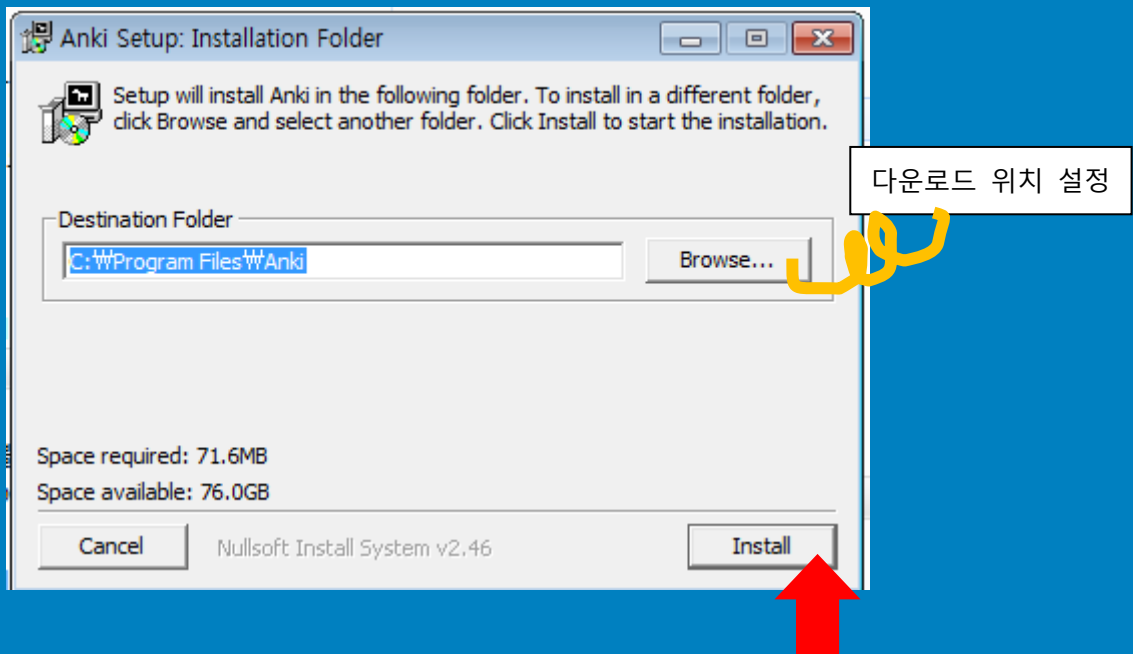 Anki Setup: Installation Folder
Setup will install Anki in the following folder. To install in a different folder,
click Browse and select another folder. Click Install to start the installation.
다운로드 위치 설정
Destination Folder
C:₩Program Files₩Anki
Browse...
Space required: 71.6MB
Space available: 76.0GB
Cancel
Nullsoft Install System v2.46
Install